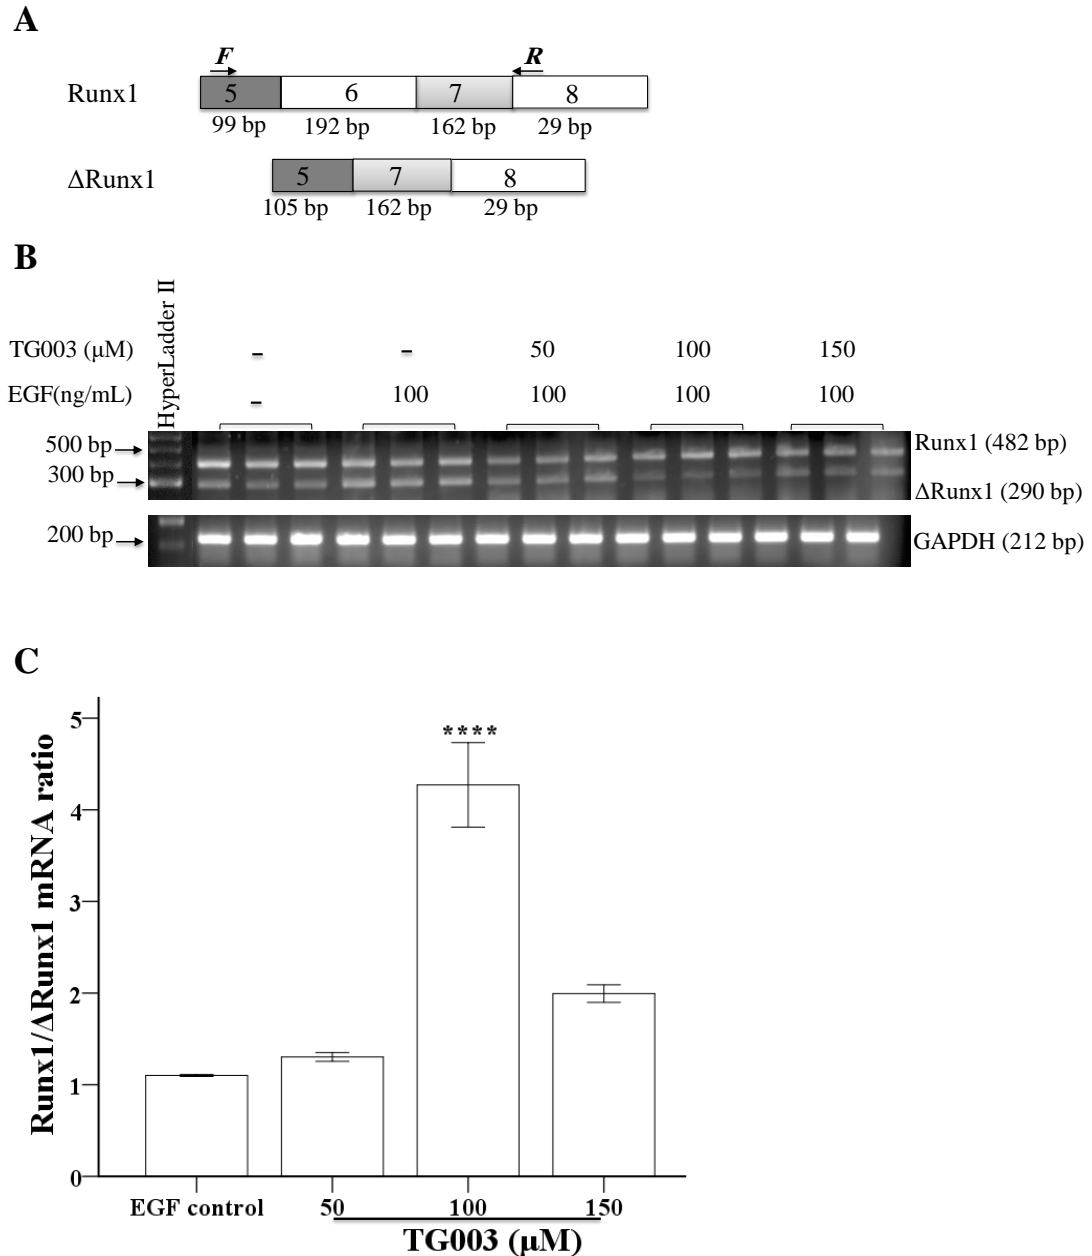 A
F R
Runx1 5 6 7 8
99 bp 192 bp 162 bp 29 bp
ΔRunx1 5 7 8
105 bp 162 bp 29 bp
B
HyperLadder II
TG003 (μM) - - 50 100 150
EGF(ng/mL) - 100 100 100 100
500 bp Runx1 (482 bp)
300 bp ΔRunx1 (290 bp)
200 bp GAPDH (212 bp)
C
Runx1/ΔRunx1 mRNA ratio
5
****
4
3
2
1
0
EGF control 50 100 150
TG003 (μM)